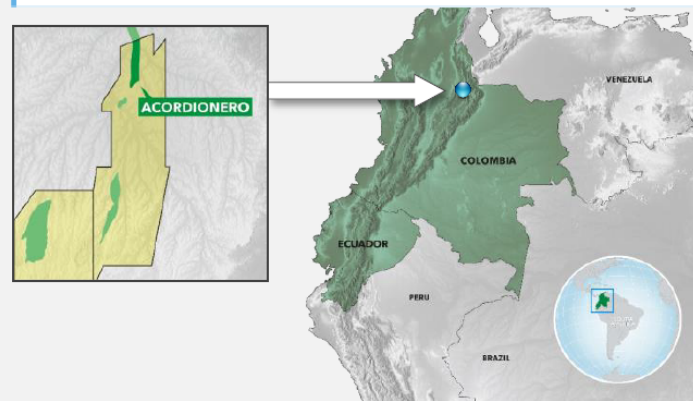 ACORDIONERO
VENEZUELA
COLOMBIA
ECUADOR
PERU
BRAZIL